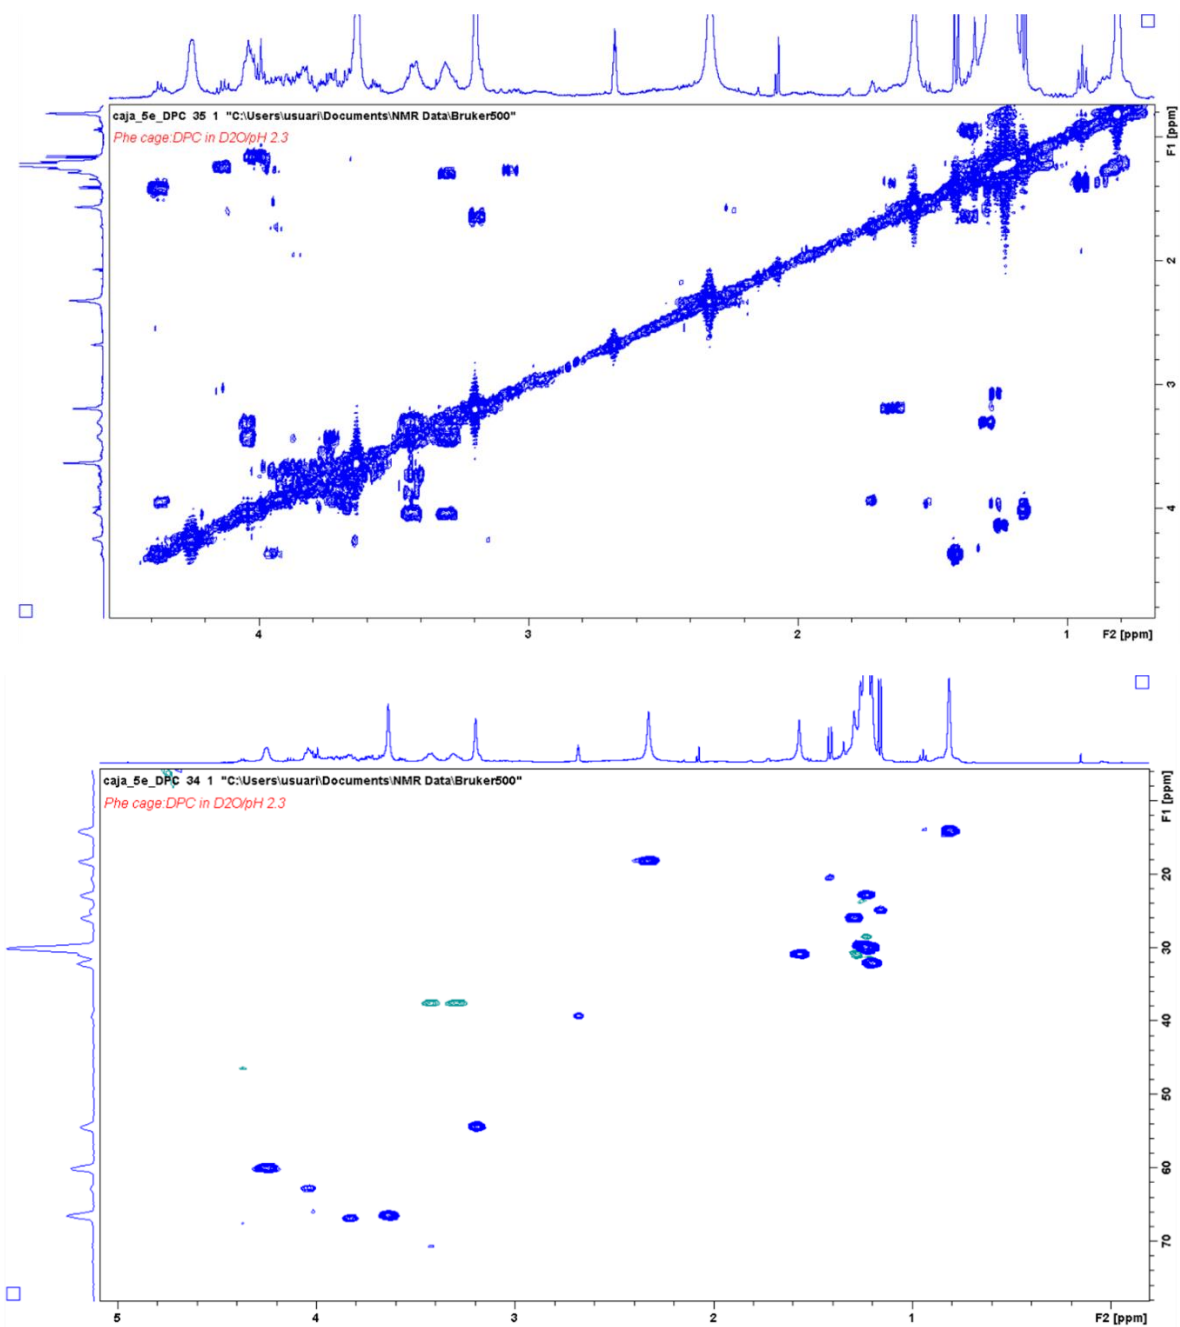 caja_5e_DPC 35 1 "C:\Users\usuari\Documents\NMR Data\Bruker500"
Phe cage:DPC in D2O/pH 2.3
F1 [ppm]
1
2
3
4
4 3 2 1 F2 [ppm]
caja_5e_DPC 34 1 "C:\Users\usuari\Documents\NMR Data\Bruker500"
Phe cage:DPC in D2O/pH 2.3
F1 [ppm]
20
30
40
50
60
70
5 4 3 2 1 F2 [ppm]